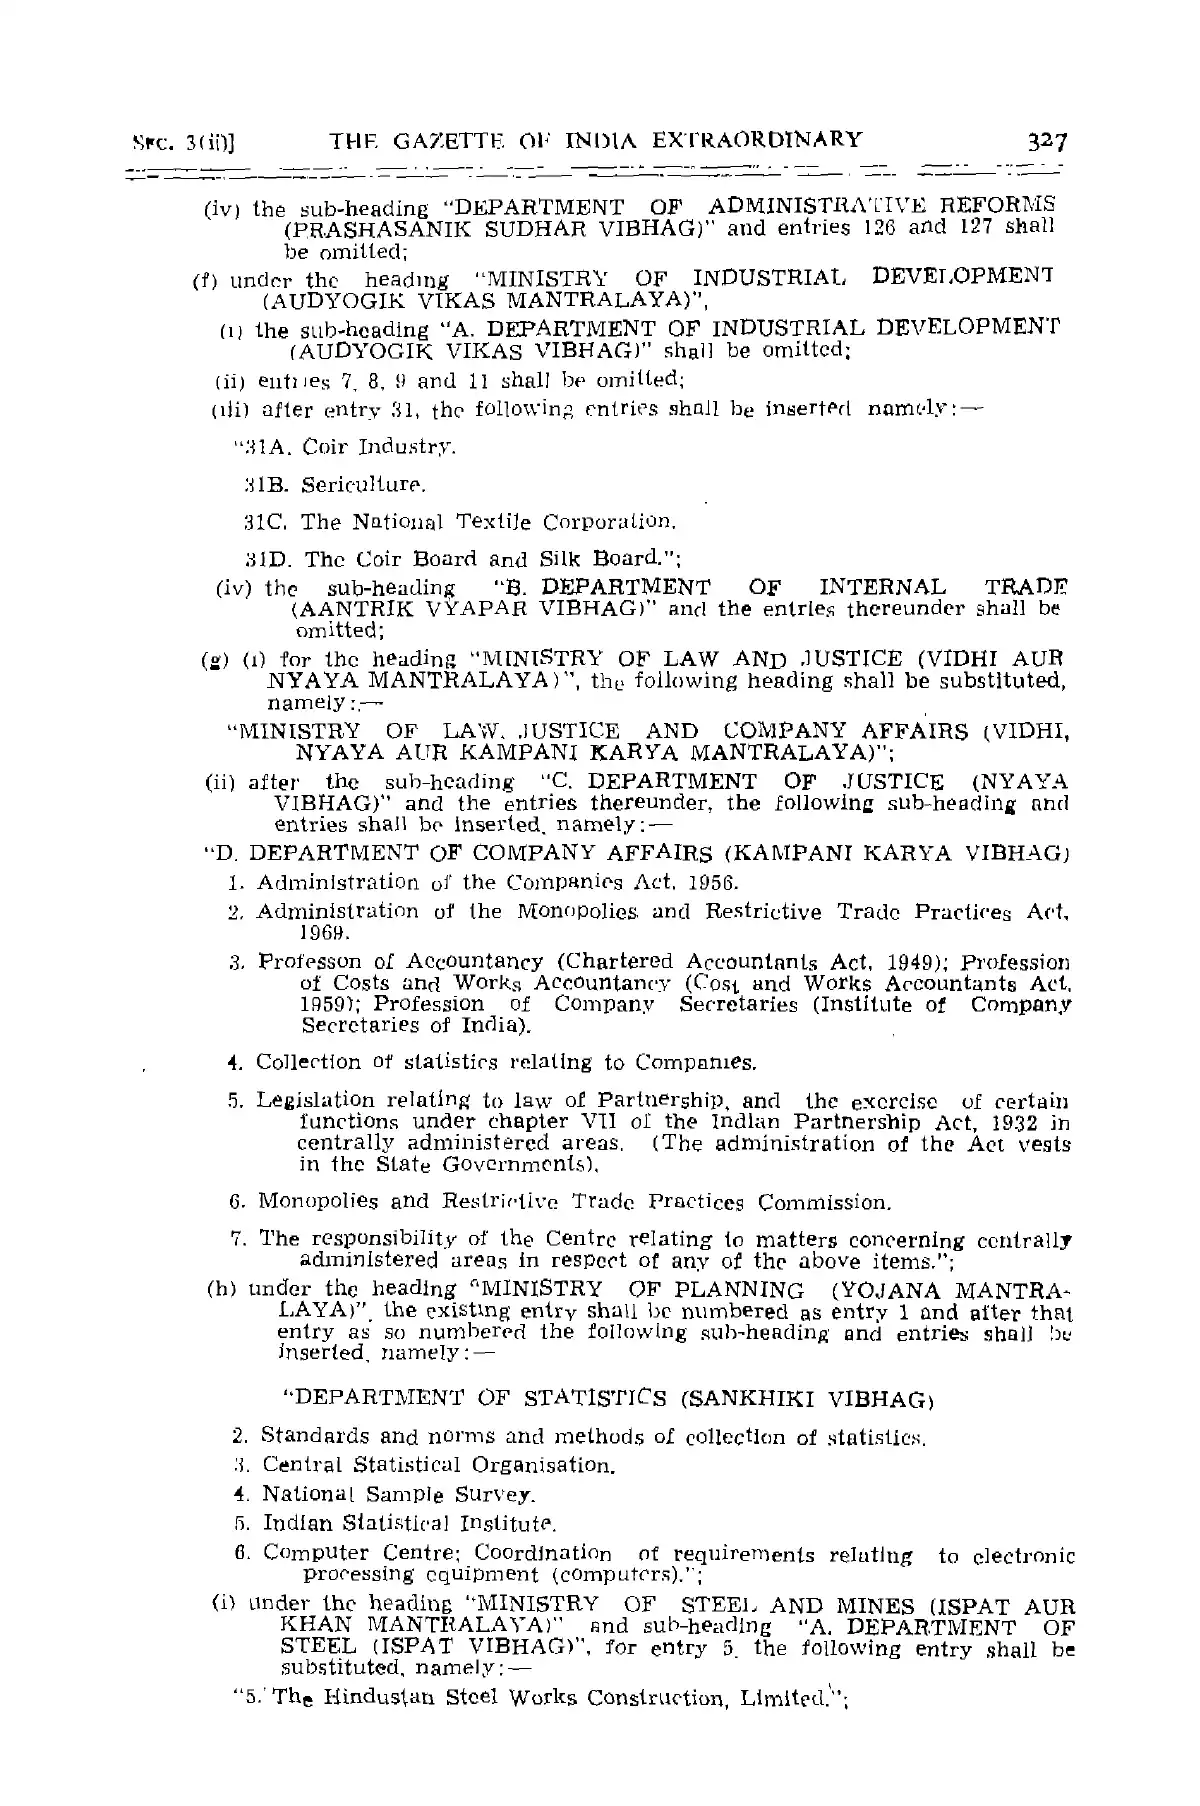 SEC. 3(ii)] THE GAZETTE OF INDIA EXTRAORDINARY 327
(iv) the sub-heading "DEPARTMENT OF ADMINISTRATIVE REFORMS
(PRASHASANIK SUDHAR VIBHAG)" and entries 126 and 127 shall
be omitted;
(f) under the heading "MINISTRY OF INDUSTRIAL DEVELOPMENT
(AUDYOGIK VIKAS MANTRALAYA)",
(i) the sub-heading "A. DEPARTMENT OF INDUSTRIAL DEVELOPMENT
(AUDYOGIK VIKAS VIBHAG)" shall be omitted;
(ii) entries 7, 8, 9 and 11 shall be omitted;
(iii) after entry 31, the following entries shall be inserted namely:—
"31A. Coir Industry.
31B. Sericulture.
31C. The National Textile Corporation.
31D. The Coir Board and Silk Board.";
(iv) the sub-heading "B. DEPARTMENT OF INTERNAL TRADE
(AANTRIK VYAPAR VIBHAG)" and the entries thereunder shall be
omitted;
(g) (i) for the heading "MINISTRY OF LAW AND JUSTICE (VIDHI AUR
NYAYA MANTRALAYA)", the following heading shall be substituted,
namely:—
"MINISTRY OF LAW, JUSTICE AND COMPANY AFFAIRS (VIDHI,
NYAYA AUR KAMPANI KARYA MANTRALAYA)";
(ii) after the sub-heading "C. DEPARTMENT OF JUSTICE (NYAYA
VIBHAG)" and the entries thereunder, the following sub-heading and
entries shall be inserted, namely:—
"D. DEPARTMENT OF COMPANY AFFAIRS (KAMPANI KARYA VIBHAG)
1. Administration of the Companies Act, 1956.
2. Administration of the Monopolies and Restrictive Trade Practices Act,
1969.
3. Professon of Accountancy (Chartered Accountants Act, 1949); Profession
of Costs and Works Accountancy (Cost and Works Accountants Act,
1959); Profession of Company Secretaries (Institute of Company
Secretaries of India).
4. Collection of statistics relating to Companies.
5. Legislation relating to law of Partnership, and the exercise of certain
functions under chapter VII of the Indian Partnership Act, 1932 in
centrally administered areas. (The administration of the Act vests
in the State Governments).
6. Monopolies and Restrictive Trade Practices Commission.
7. The responsibility of the Centre relating to matters concerning centrally
administered areas in respect of any of the above items.";
(h) under the heading "MINISTRY OF PLANNING (YOJANA MANTRA-
LAYA)", the existing entry shall be numbered as entry 1 and after that
entry as so numbered the following sub-heading and entries shall be
inserted, namely:—
"DEPARTMENT OF STATISTICS (SANKHIKI VIBHAG)
2. Standards and norms and methods of collection of statistics.
3. Central Statistical Organisation.
4. National Sample Survey.
5. Indian Statistical Institute.
6. Computer Centre; Coordination of requirements relating to electronic
processing equipment (computers).";
(i) under the heading "MINISTRY OF STEEL AND MINES (ISPAT AUR
KHAN MANTRALAYA)" and sub-heading "A. DEPARTMENT OF
STEEL (ISPAT VIBHAG)", for entry 5, the following entry shall be
substituted, namely:—
"5. The Hindustan Steel Works Construction, Limited.";